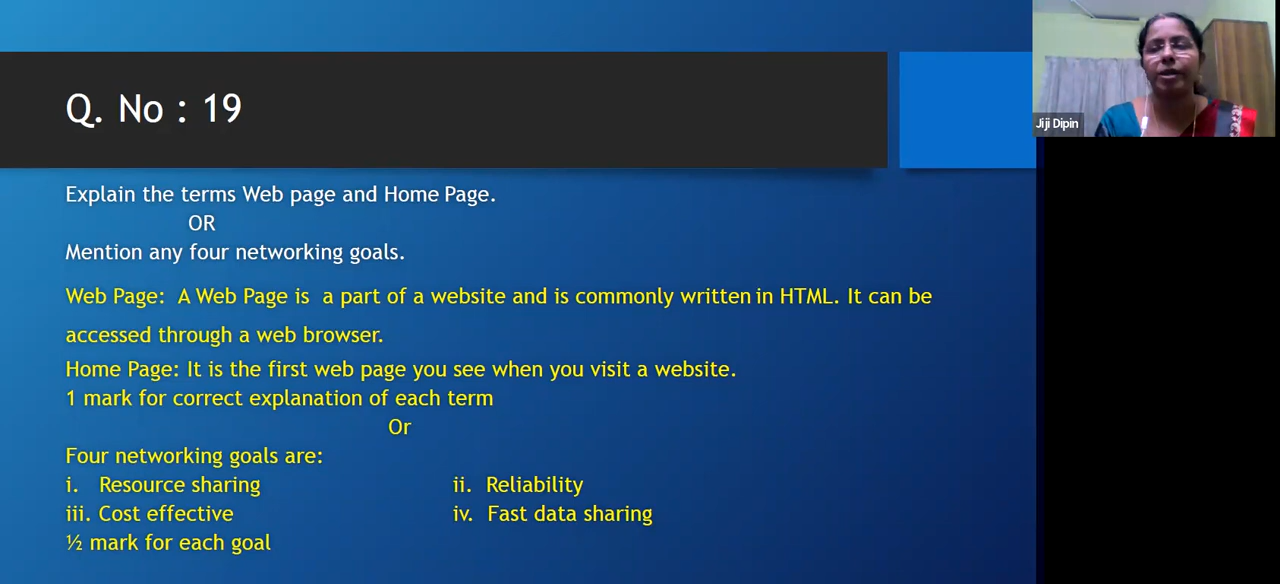 Q. No : 19
Jiji Dipin
Explain the terms Web page and Home Page.
OR
Mention any four networking goals.
Web Page: A Web Page is a part of a website and is commonly written in HTML. It can be
accessed through a web browser.
Home Page: It is the first web page you see when you visit a website.
1 mark for correct explanation of each term
Or
Four networking goals are:
i. Resource sharing ii. Reliability
iii. Cost effective iv. Fast data sharing
½ mark for each goal